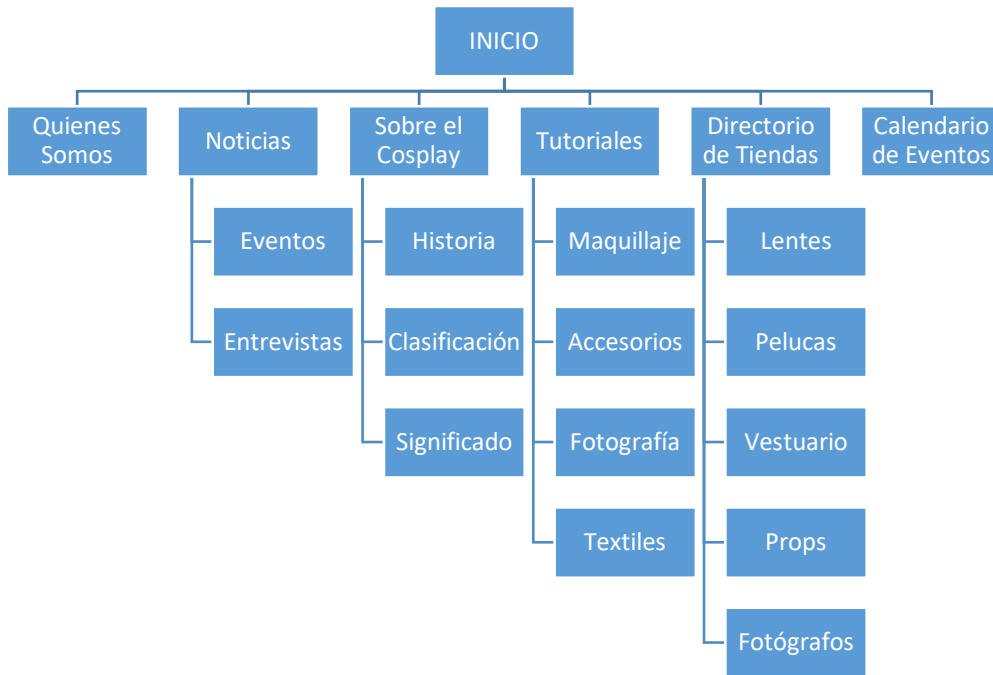 INICIO
Quienes
Somos
Noticias
Sobre el
Cosplay
Tutoriales
Directorio
de Tiendas
Calendario
de Eventos
Eventos
Entrevistas
Historia
Clasificación
Significado
Maquillaje
Accesorios
Fotografía
Textiles
Lentes
Pelucas
Vestuario
Props
Fotógrafos